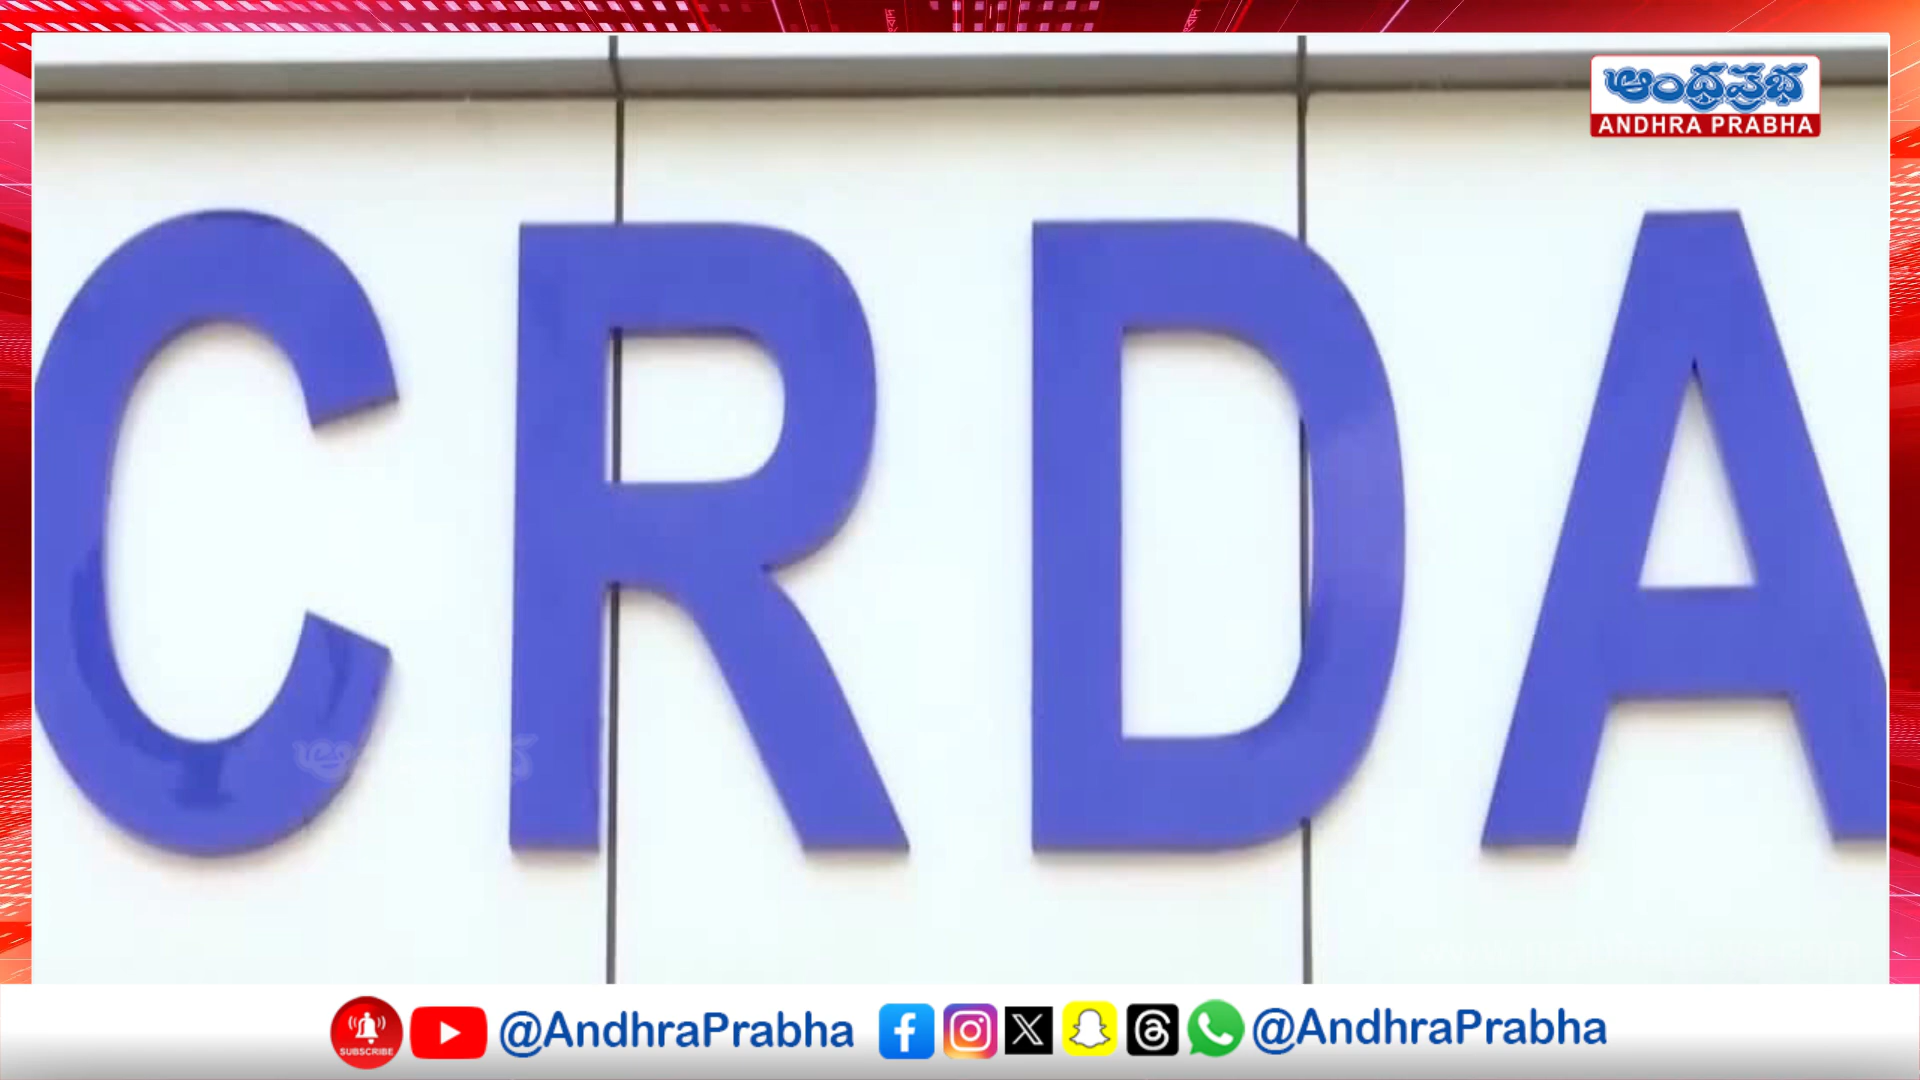 ఆంధ్రప్రభ
ANDHRA PRABHA
CRDA
SUBSCRIBE
@AndhraPrabha
@AndhraPrabha